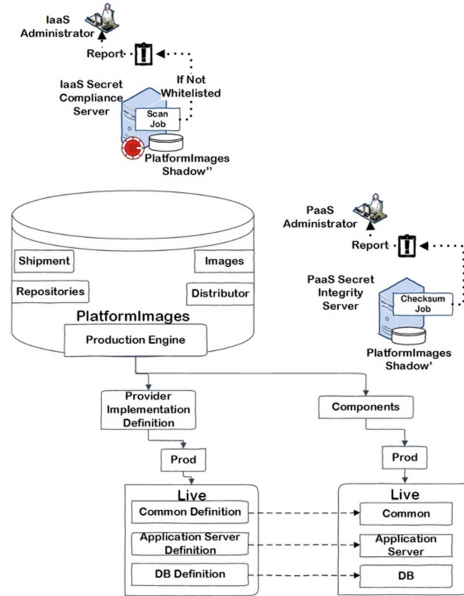 IaaS
Administrator
Report
IaaS Secret
Compliance
Server
If Not
Whitelisted
Scan
Job
PlatformImages
Shadow''
PaaS
Administrator
Report
PaaS Secret
Integrity
Server
Checksum
Job
PlatformImages
Shadow'
Shipment
Images
Repositories
Distributor
PlatformImages
Production Engine
Provider
Implementation
Definition
Components
Prod
Prod
Live
Live
Common Definition
Common
Application Server
Definition
Application
Server
DB Definition
DB